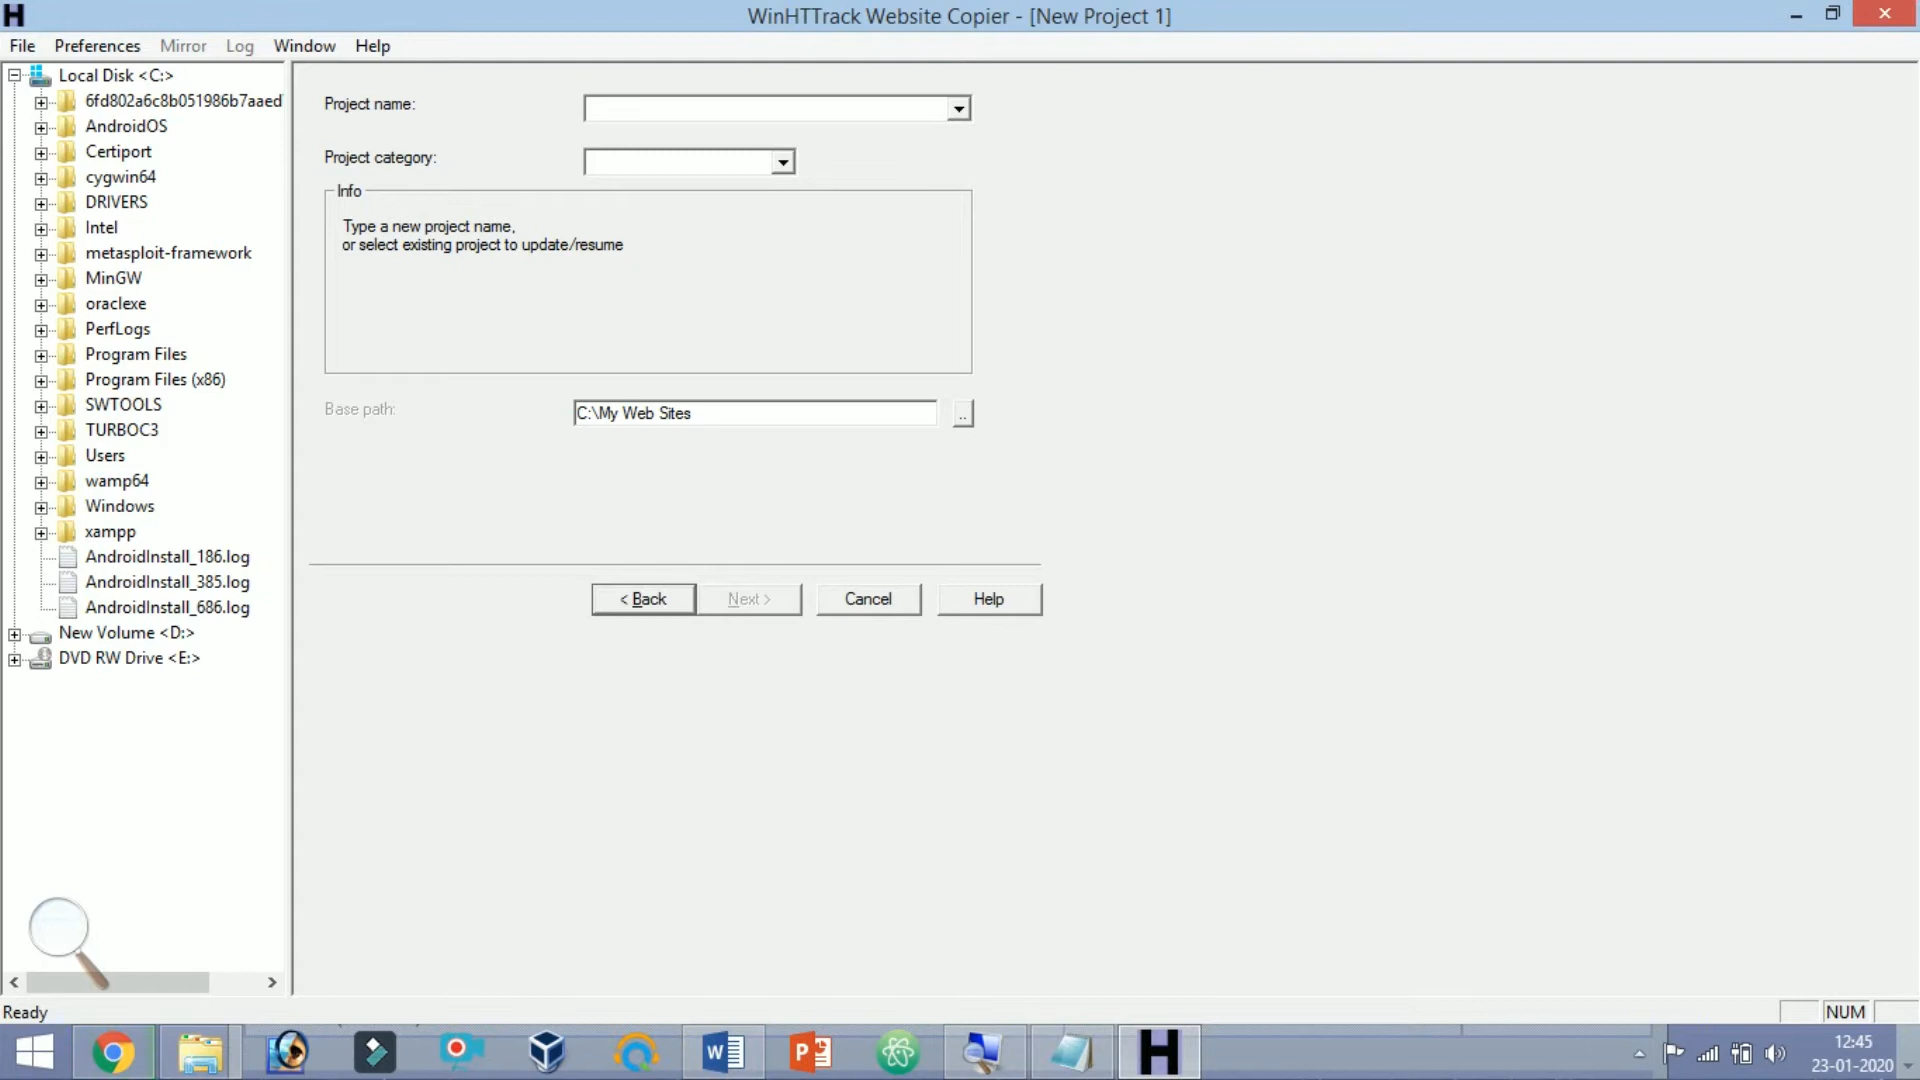 H
WinHTTrack Website Copier - [New Project 1]
File Preferences Mirror Log Window Help
Local Disk <C:>
6fd802a6c8b051986b7aaed
AndroidOS
Certiport
cygwin64
DRIVERS
Intel
metasploit-framework
MinGW
oraclexe
PerfLogs
Program Files
Program Files (x86)
SWTOOLS
TURBOC3
Users
wamp64
Windows
xampp
AndroidInstall_186.log
AndroidInstall_385.log
AndroidInstall_686.log
New Volume <D:>
DVD RW Drive <E:>
Project name:
Project category:
Info
Type a new project name,
or select existing project to update/resume
Base path:
C:\My Web Sites
..
< Back
Next >
Cancel
Help
Ready
NUM
W
P
H
12:45
23-01-2020